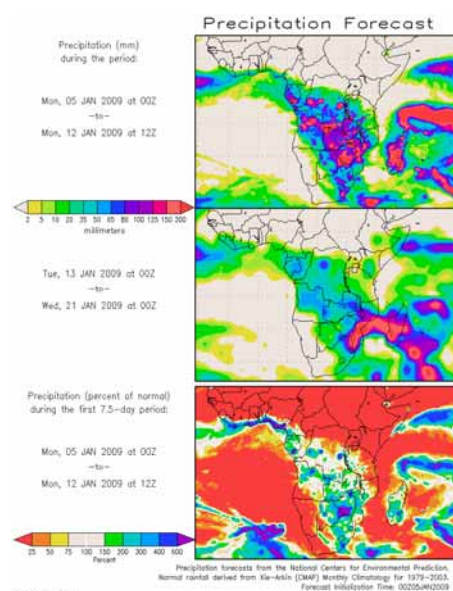 Precipitation Forecast
Precipitation (mm)
during the period:
Mon, 05 JAN 2009 at 00Z
-to-
Mon, 12 JAN 2009 at 12Z
2 5 10 20 35 50 65 80 100 125 150 200
millimeters
Tue, 13 JAN 2009 at 00Z
-to-
Wed, 21 JAN 2009 at 00Z
Precipitation (percent of normal)
during the first 7.5-day period:
Mon, 05 JAN 2009 at 00Z
-to-
Mon, 12 JAN 2009 at 12Z
25 50 75 100 150 200 300 400 600
Percent
Precipitation forecasts from the National Centers for Environmental Prediction.
Normal rainfall derived from Xie-Arkin (CMAP) Monthly Climatology for 1979-2003.
Forecast Initialization Time: 00Z05JAN2009